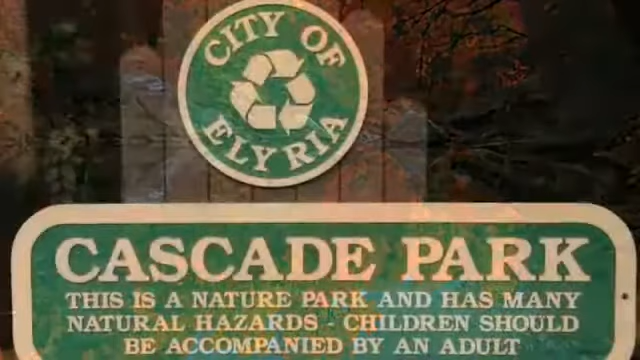 CITY OF
ELYRIA
CASCADE PARK
THIS IS A NATURE PARK AND HAS MANY
NATURAL HAZARDS - CHILDREN SHOULD
BE ACCOMPANIED BY AN ADULT